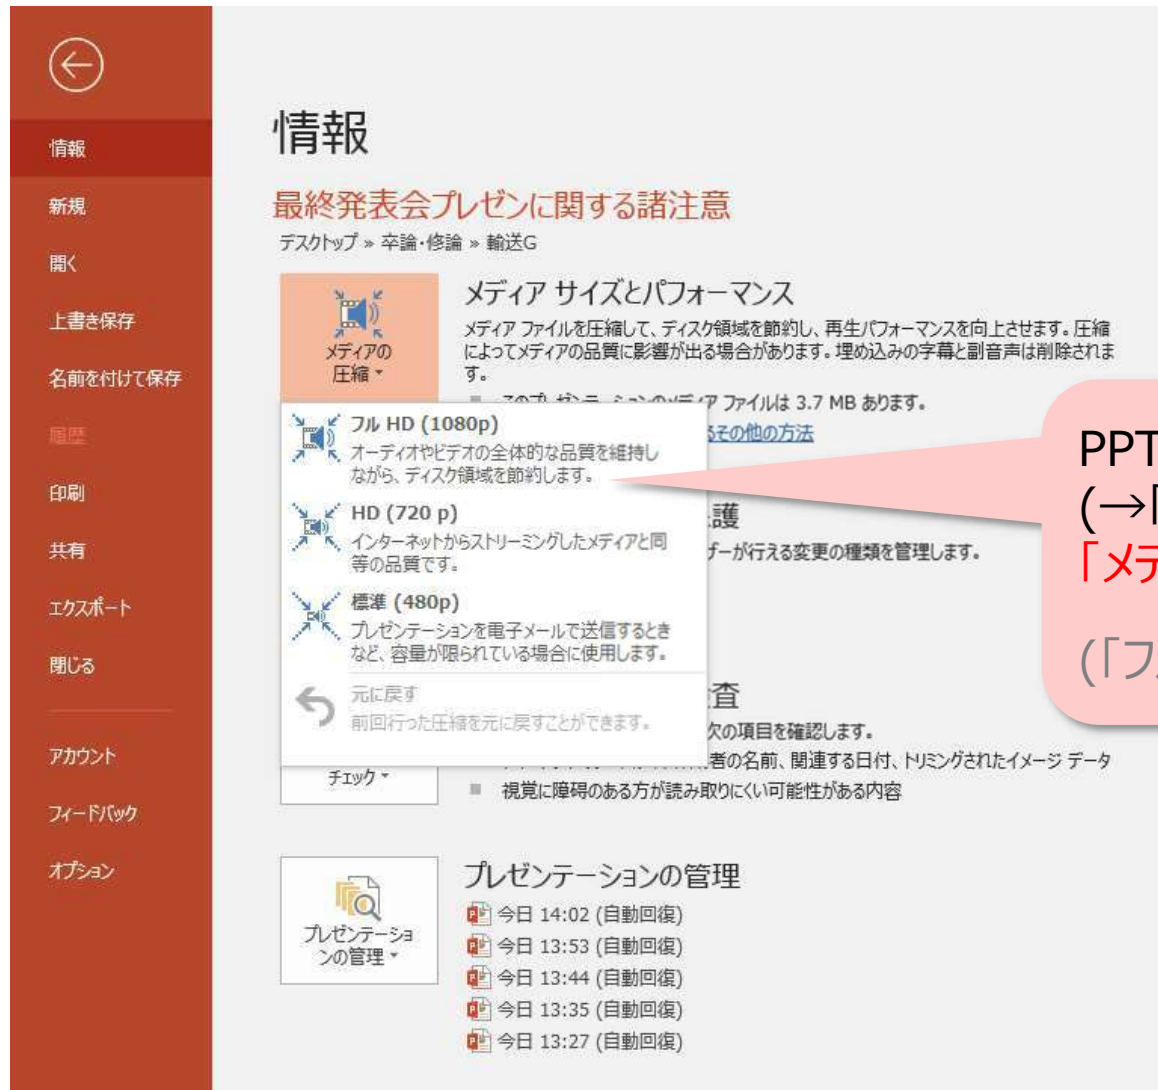 情報
新規
開く
上書き保存
名前を付けて保存
履歴
印刷
共有
エクスポート
閉じる
アカウント
フィードバック
オプション
情報
最終発表会プレゼンに関する諸注意
デスクトップ » 卒論・修論 » 輸送G
メディアの
圧縮
メディア サイズとパフォーマンス
メディア ファイルを圧縮して、ディスク領域を節約し、再生パフォーマンスを向上させます。圧縮
によってメディアの品質に影響が出る場合があります。埋め込みの字幕と副音声は削除されま
す。
このプレゼンテーションのメディア ファイルは 3.7 MB あります。
その他の方法
フル HD (1080p)
オーディオやビデオの全体的な品質を維持し
ながら、ディスク領域を節約します。
HD (720 p)
インターネットからストリーミングしたメディアと同
等の品質です。
標準 (480p)
プレゼンテーションを電子メールで送信するとき
など、容量が限られている場合に使用します。
元に戻す
前回行った圧縮を元に戻すことができます。
護
ザーが行える変更の種類を管理します。
査
次の項目を確認します。
者の名前、関連する日付、トリミングされたイメージ データ
視覚に障碍のある方が読み取りにくい可能性がある内容
チェック
プレゼンテーショ
ンの管理
プレゼンテーションの管理
今日 14:02 (自動回復)
今日 13:53 (自動回復)
今日 13:44 (自動回復)
今日 13:35 (自動回復)
今日 13:27 (自動回復)
PPT
(→「
「メデ
(「フ